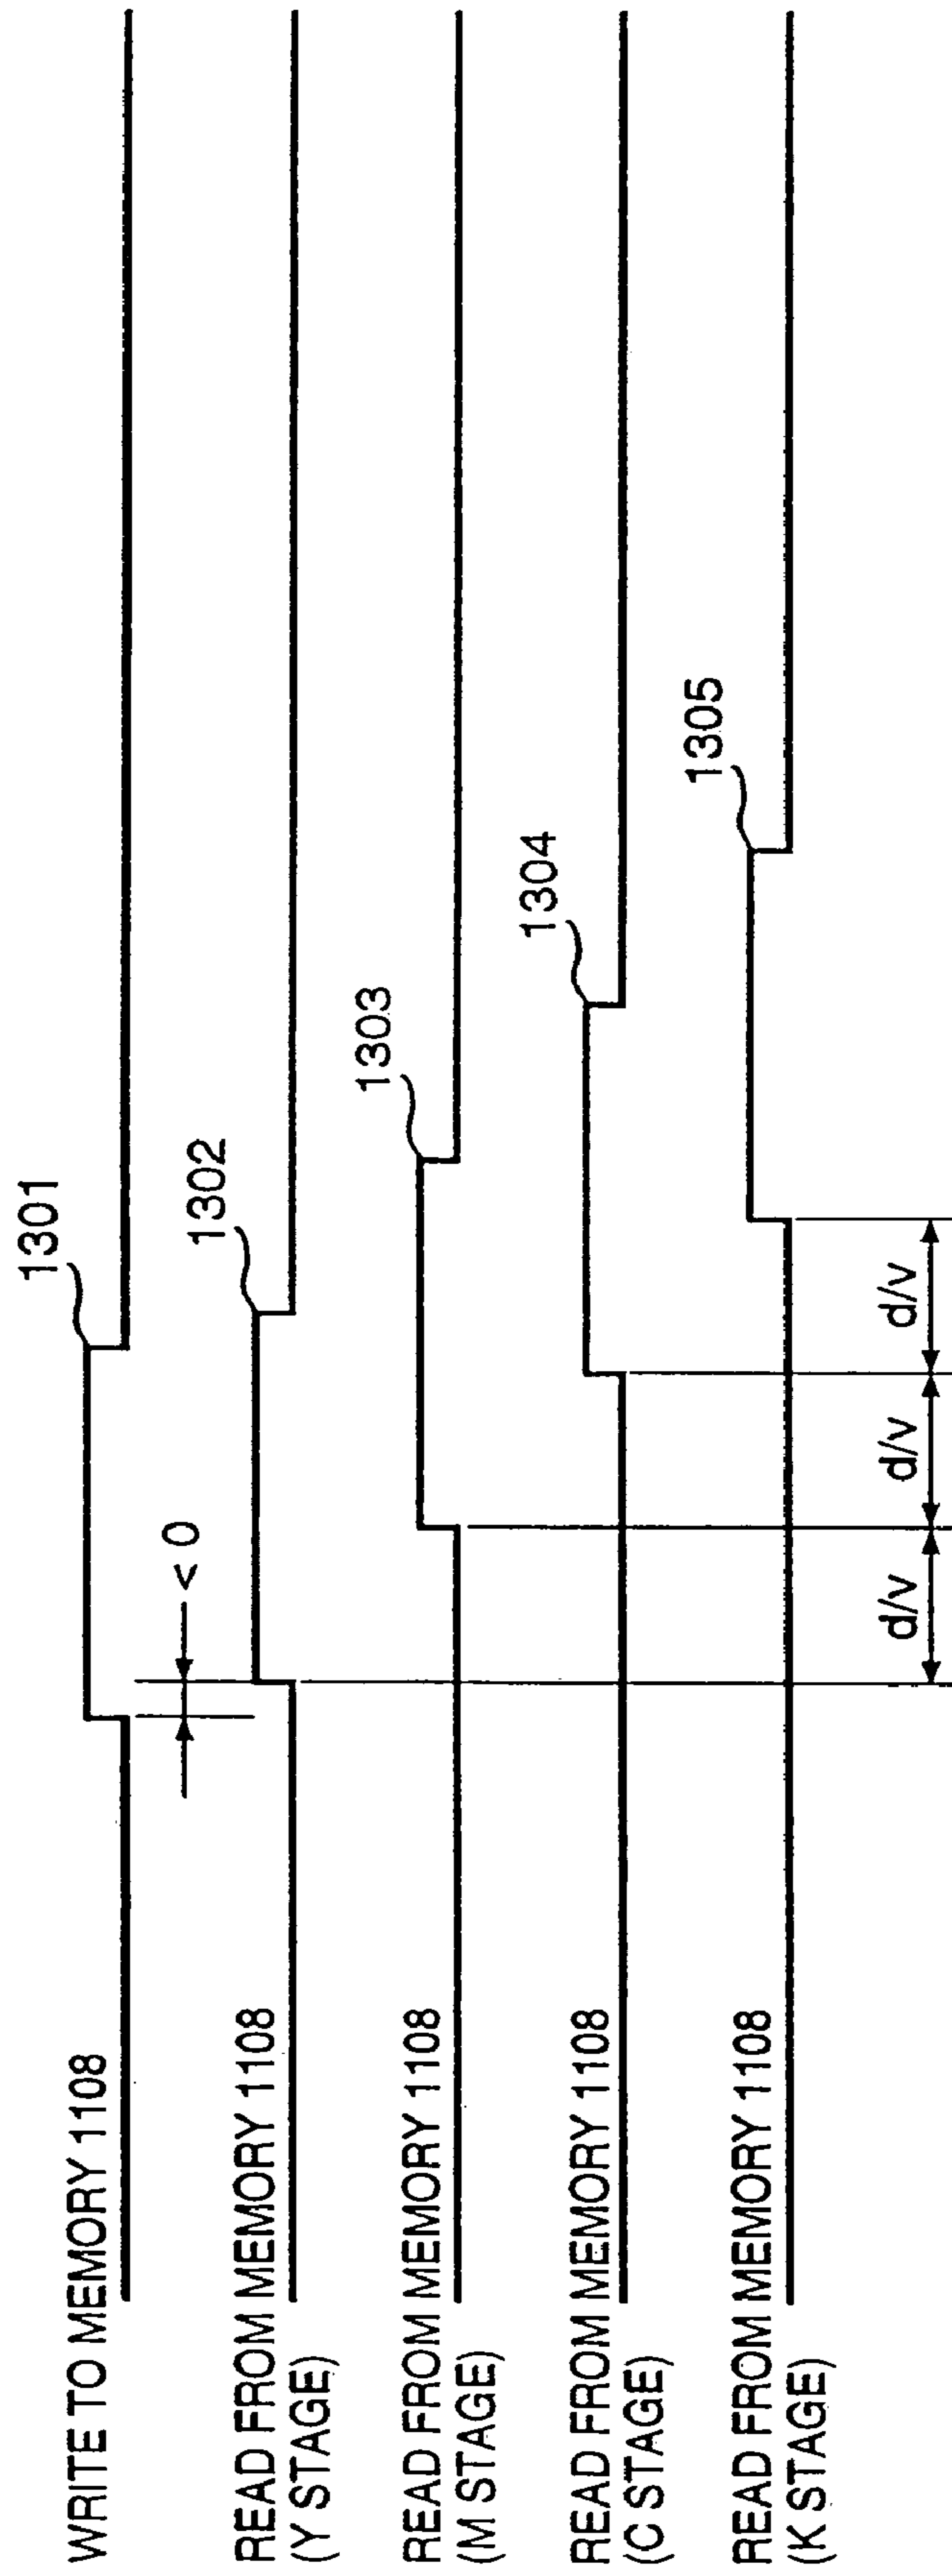 WRITE TO MEMORY 1108
1301
< 0
READ FROM MEMORY 1108
(Y STAGE)
1302
READ FROM MEMORY 1108
(M STAGE)
1303
READ FROM MEMORY 1108
(C STAGE)
1304
READ FROM MEMORY 1108
(K STAGE)
1305
d/v
d/v
d/v